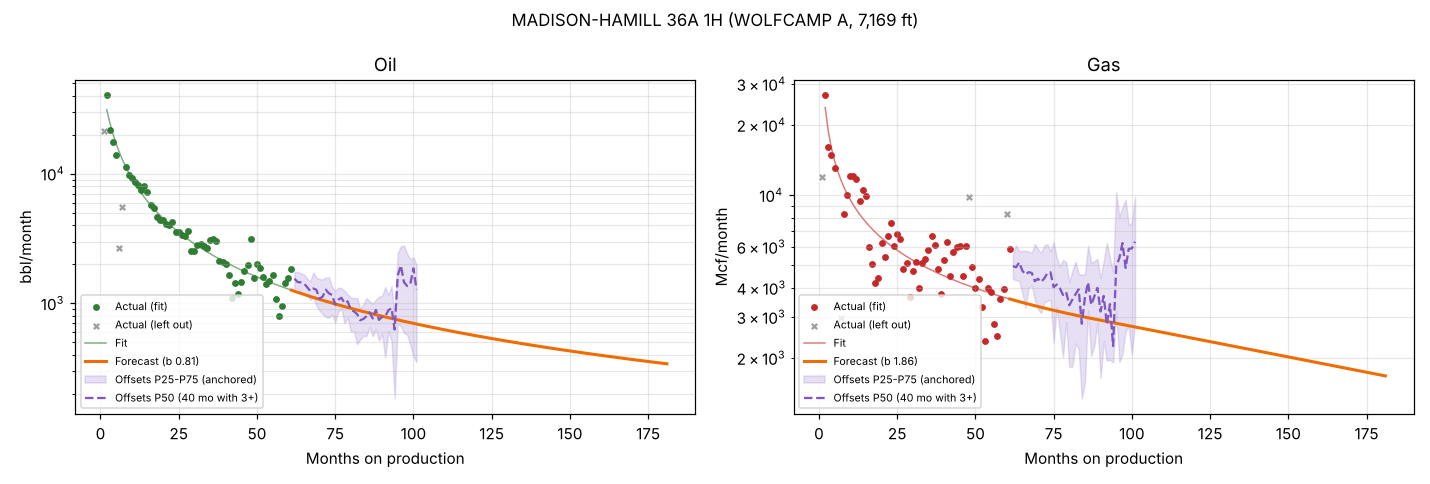 MADISON-HAMILL 36A 1H (WOLFCAMP A, 7,169 ft)
Oil
bbl/month
10⁴
10³
Actual (fit)
Actual (left out)
Fit
Forecast (b 0.81)
Offsets P25-P75 (anchored)
Offsets P50 (40 mo with 3+)
0 25 50 75 100 125 150 175
Months on production
Gas
Mcf/month
3 × 10⁴
2 × 10⁴
10⁴
6 × 10³
4 × 10³
3 × 10³
2 × 10³
Actual (fit)
Actual (left out)
Fit
Forecast (b 1.86)
Offsets P25-P75 (anchored)
Offsets P50 (40 mo with 3+)
0 25 50 75 100 125 150 175
Months on production